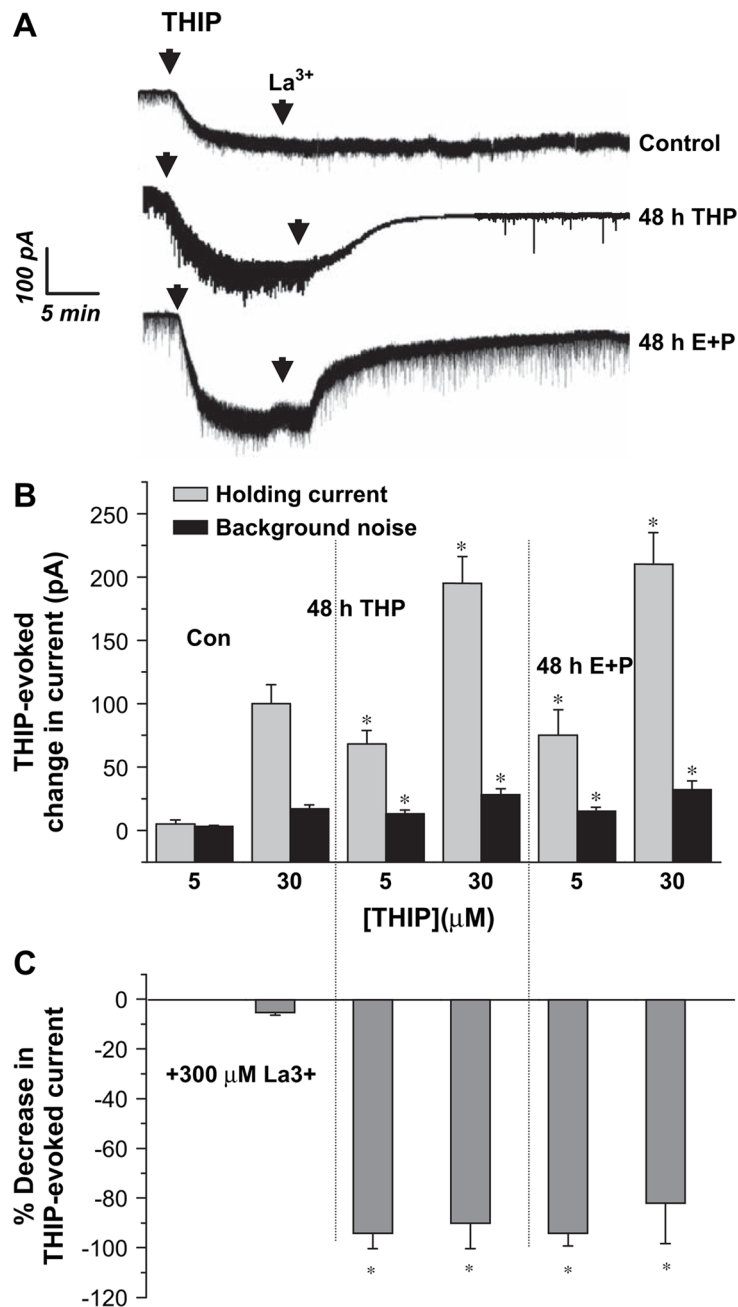 A
THIP
La3+
Control
48 h THP
100 pA
5 min
48 h E+P
B
Holding current
Background noise
THIP-evoked
change in current (pA)
250
200
150
100
50
0
Con
48 h THP
48 h E+P
*
*
*
*
*
*
*
*
5
30
5
30
5
30
[THIP](μM)
C
% Decrease in
THIP-evoked current
0
-20
-40
-60
-80
-100
-120
+300 μM La3+
*
*
*
*